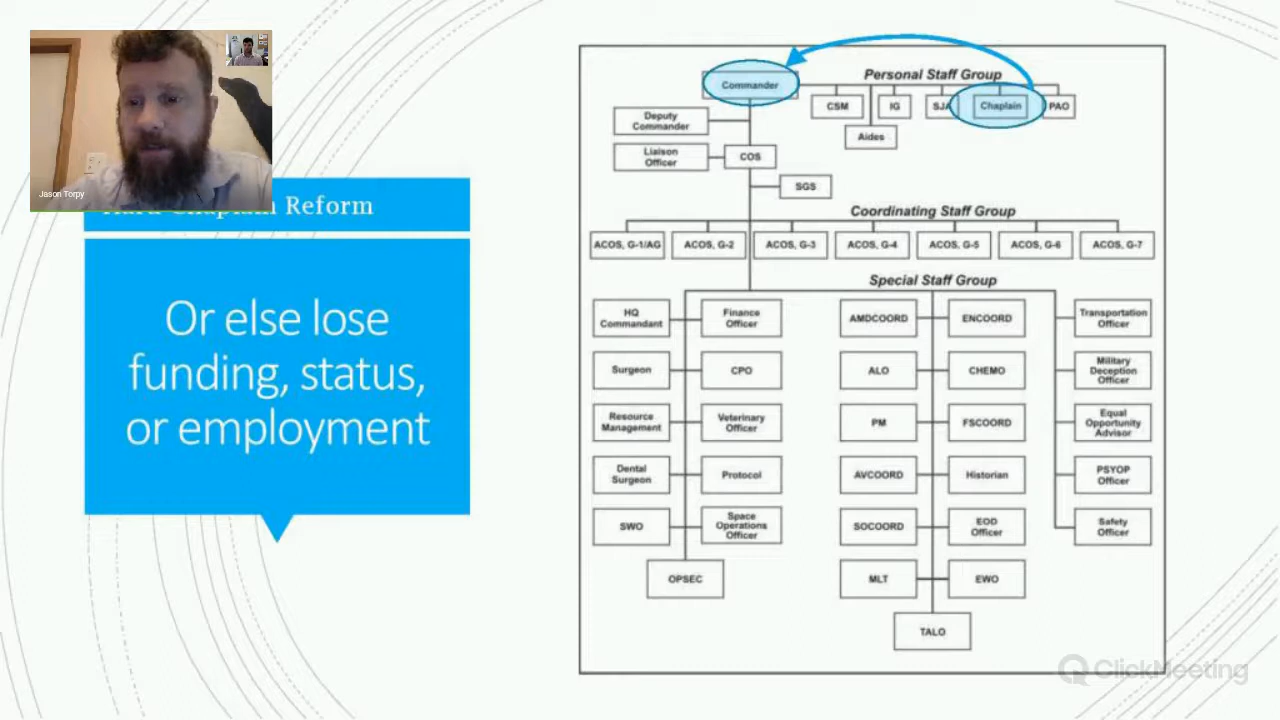 Jason Torpy
Hard Chaplain Reform
Or else lose
funding, status,
or employment
Commander
Personal Staff Group
CSM
IG
SJA
Chaplain
PAO
Aides
Deputy
Commander
Liaison
Officer
COS
SGS
Coordinating Staff Group
ACOS, G-1/AG
ACOS, G-2
ACOS, G-3
ACOS, G-4
ACOS, G-5
ACOS, G-6
ACOS, G-7
Special Staff Group
HQ
Commandant
Finance
Officer
AMDCOORD
ENCOORD
Transportation
Officer
Surgeon
CPO
ALO
CHEMO
Military
Deception
Officer
Resource
Management
Veterinary
Officer
PM
FSCOORD
Equal
Opportunity
Advisor
Dental
Surgeon
Protocol
AVCOORD
Historian
PSYOP
Officer
SWO
Space
Operations
Officer
SOCOORD
EOD
Officer
Safety
Officer
OPSEC
MLT
EWO
TALO
ClickMeeting